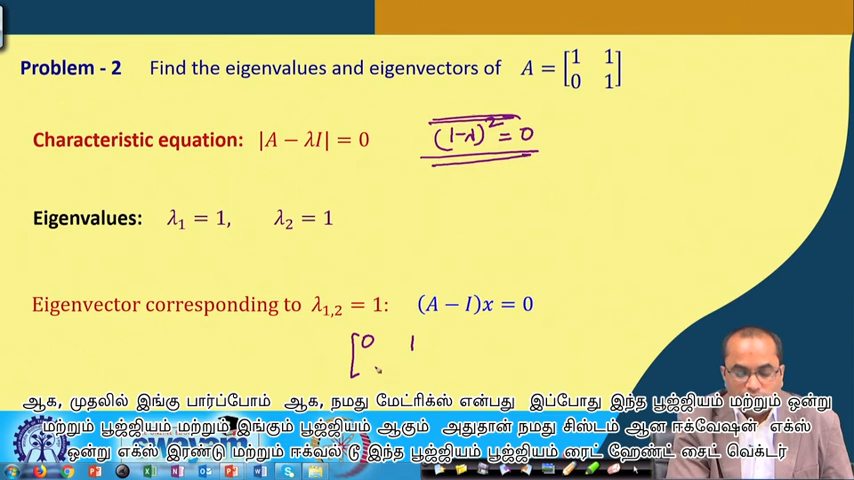 Problem - 2 Find the eigenvalues and eigenvectors of A = [1 1
0 1]
Characteristic equation: |A − λI| = 0 (1-λ)² = 0
Eigenvalues: λ₁ = 1, λ₂ = 1
Eigenvector corresponding to λ₁,₂ = 1: (A − I)x = 0
[0 1
ஆக, முதலில் இங்கு பார்ப்போம் ஆக, நமது மேட்ரிக்ஸ் என்பது இப்போது இந்த பூஜ்ஜியம் மற்றும் ஒன்று
மற்றும் பூஜ்ஜியம் மற்றும் இங்கும் பூஜ்ஜியம் ஆகும் அதுதான் நமது சிஸ்டம் ஆன ஈக்வேஷன் எக்ஸ்
ஒன்று எக்ஸ் இரண்டு மற்றும் ஈக்வல் டூ இந்த பூஜ்ஜியம் பூஜ்ஜியம் ரைட் ஹேண்ட் சைட் வெக்டர்